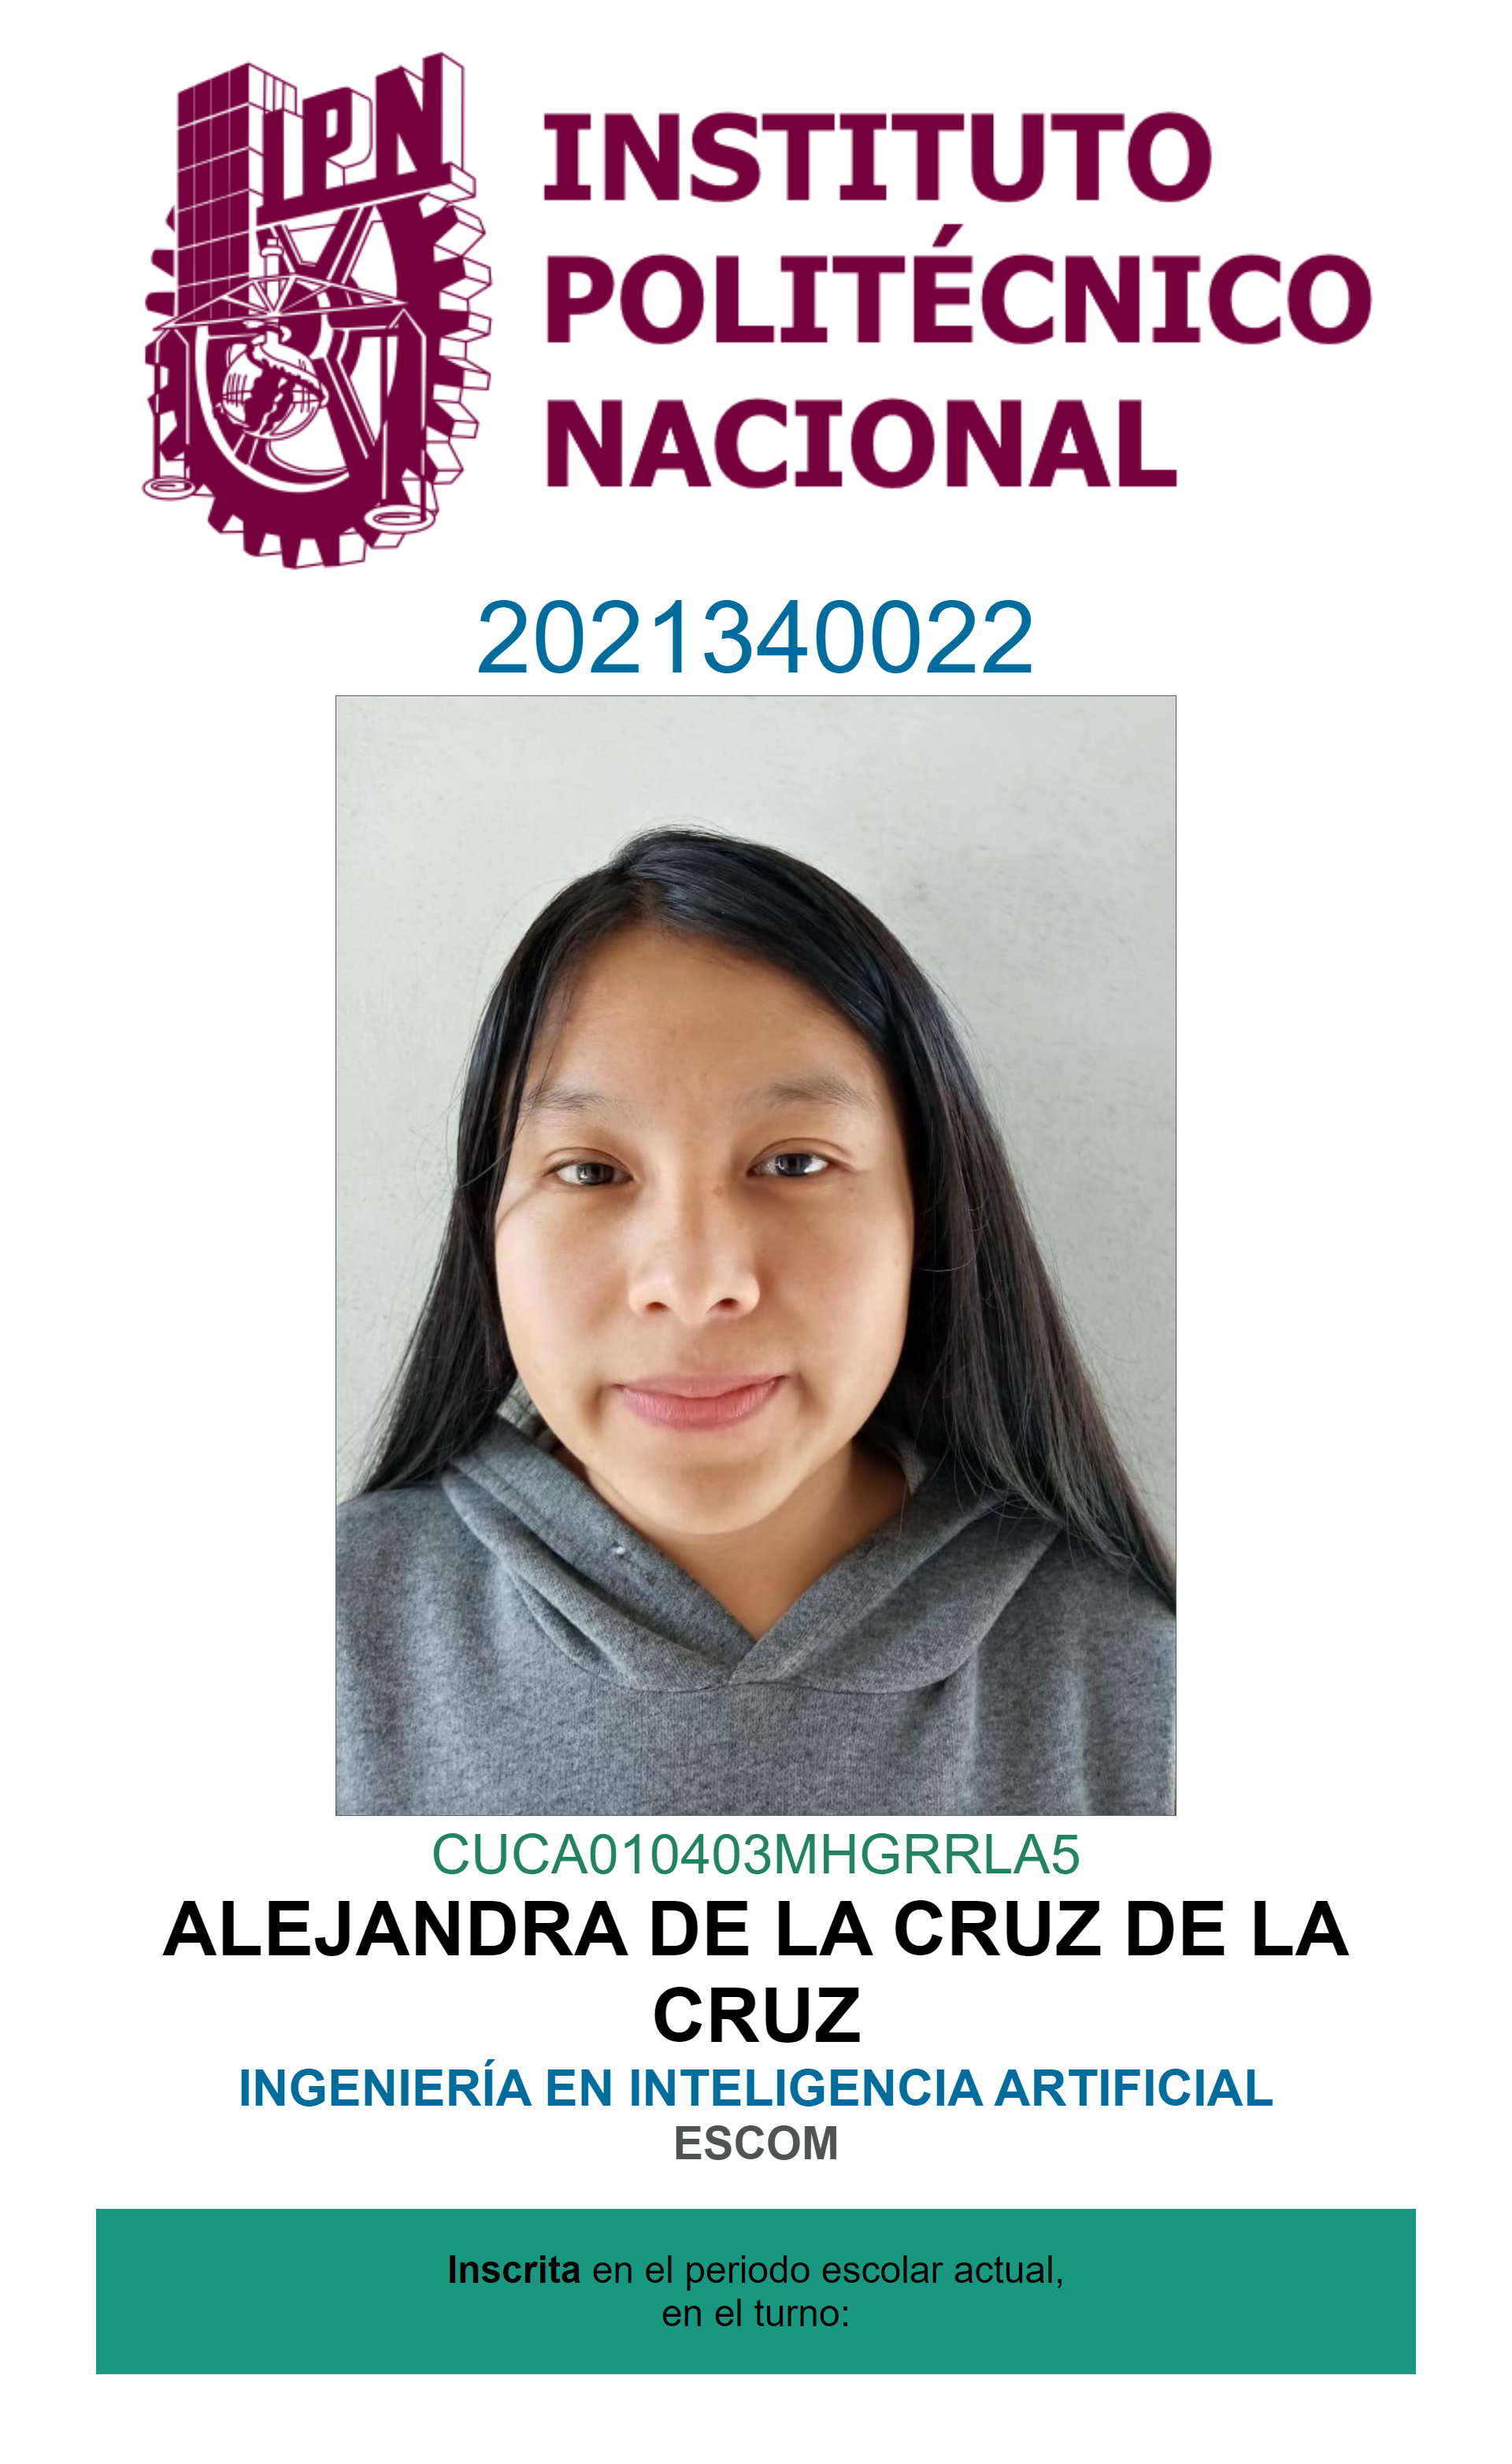 IPN
INSTITUTO
POLITÉCNICO
NACIONAL
2021340022
CUCA010403MHGRRLA5
ALEJANDRA DE LA CRUZ DE LA
CRUZ
INGENIERÍA EN INTELIGENCIA ARTIFICIAL
ESCOM
Inscrita en el periodo escolar actual,
en el turno: